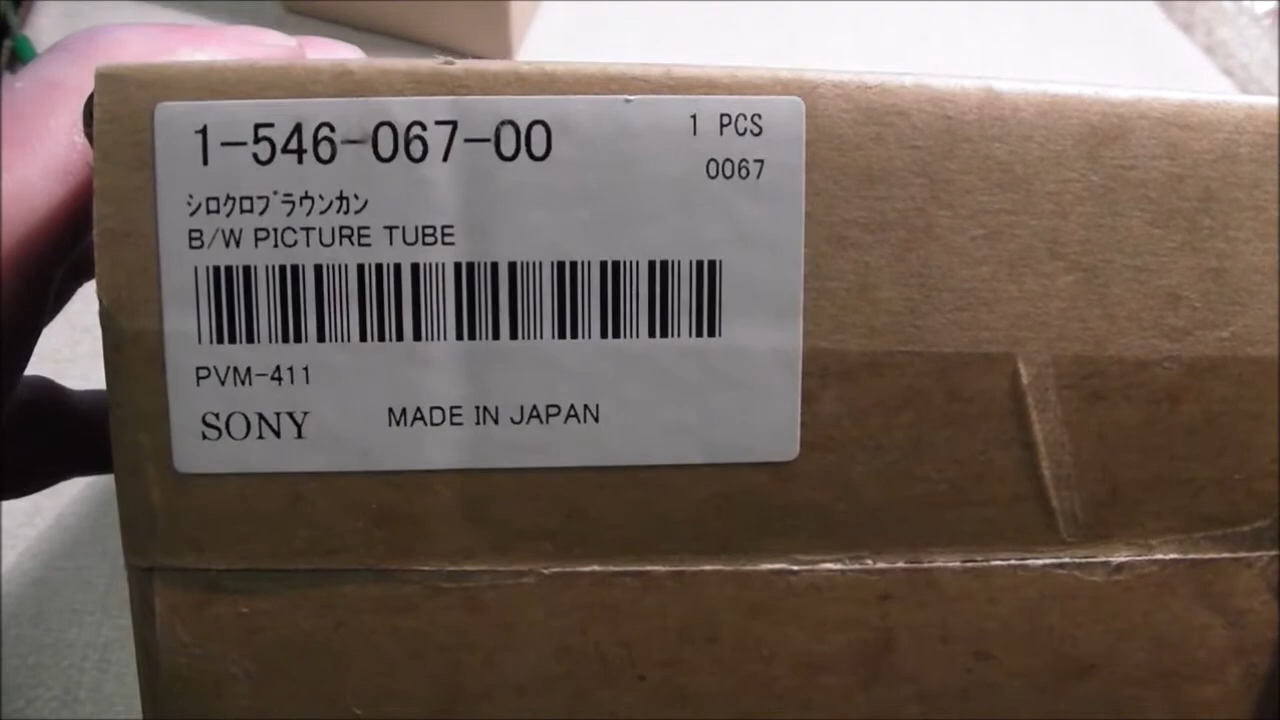 1-546-067-00
1 PCS
0067
ｼﾛｸﾛﾌﾞﾗｳﾝｶﾝ
B/W PICTURE TUBE
PVM-411
SONY MADE IN JAPAN